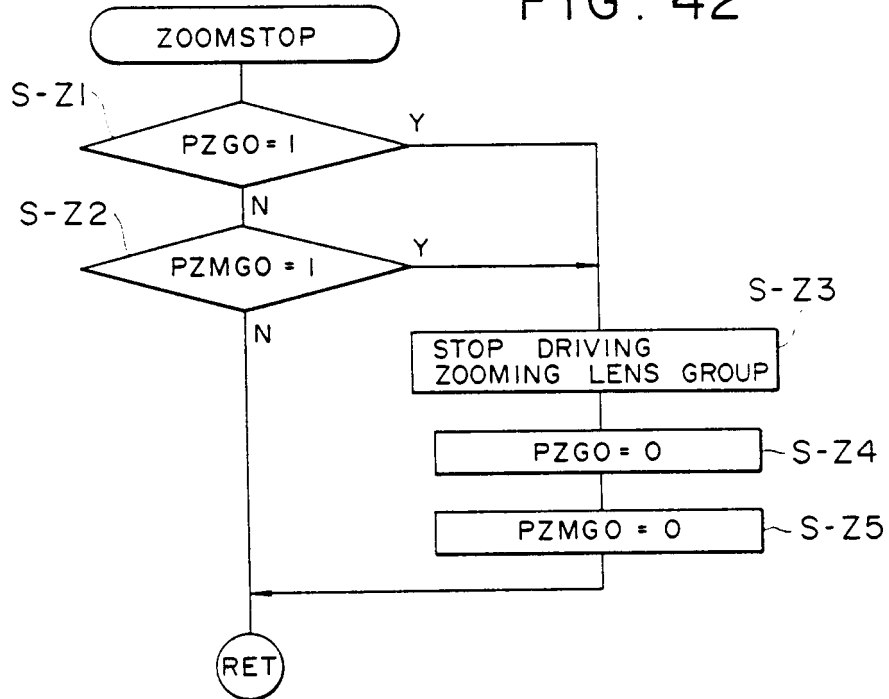 FIG. 42
ZOOMSTOP
S-Z1
PZGO = 1
Y
N
S-Z2
PZMGO = 1
Y
N
S-Z3
STOP DRIVING
ZOOMING LENS GROUP
PZGO = 0
S-Z4
PZMGO = 0
S-Z5
RET